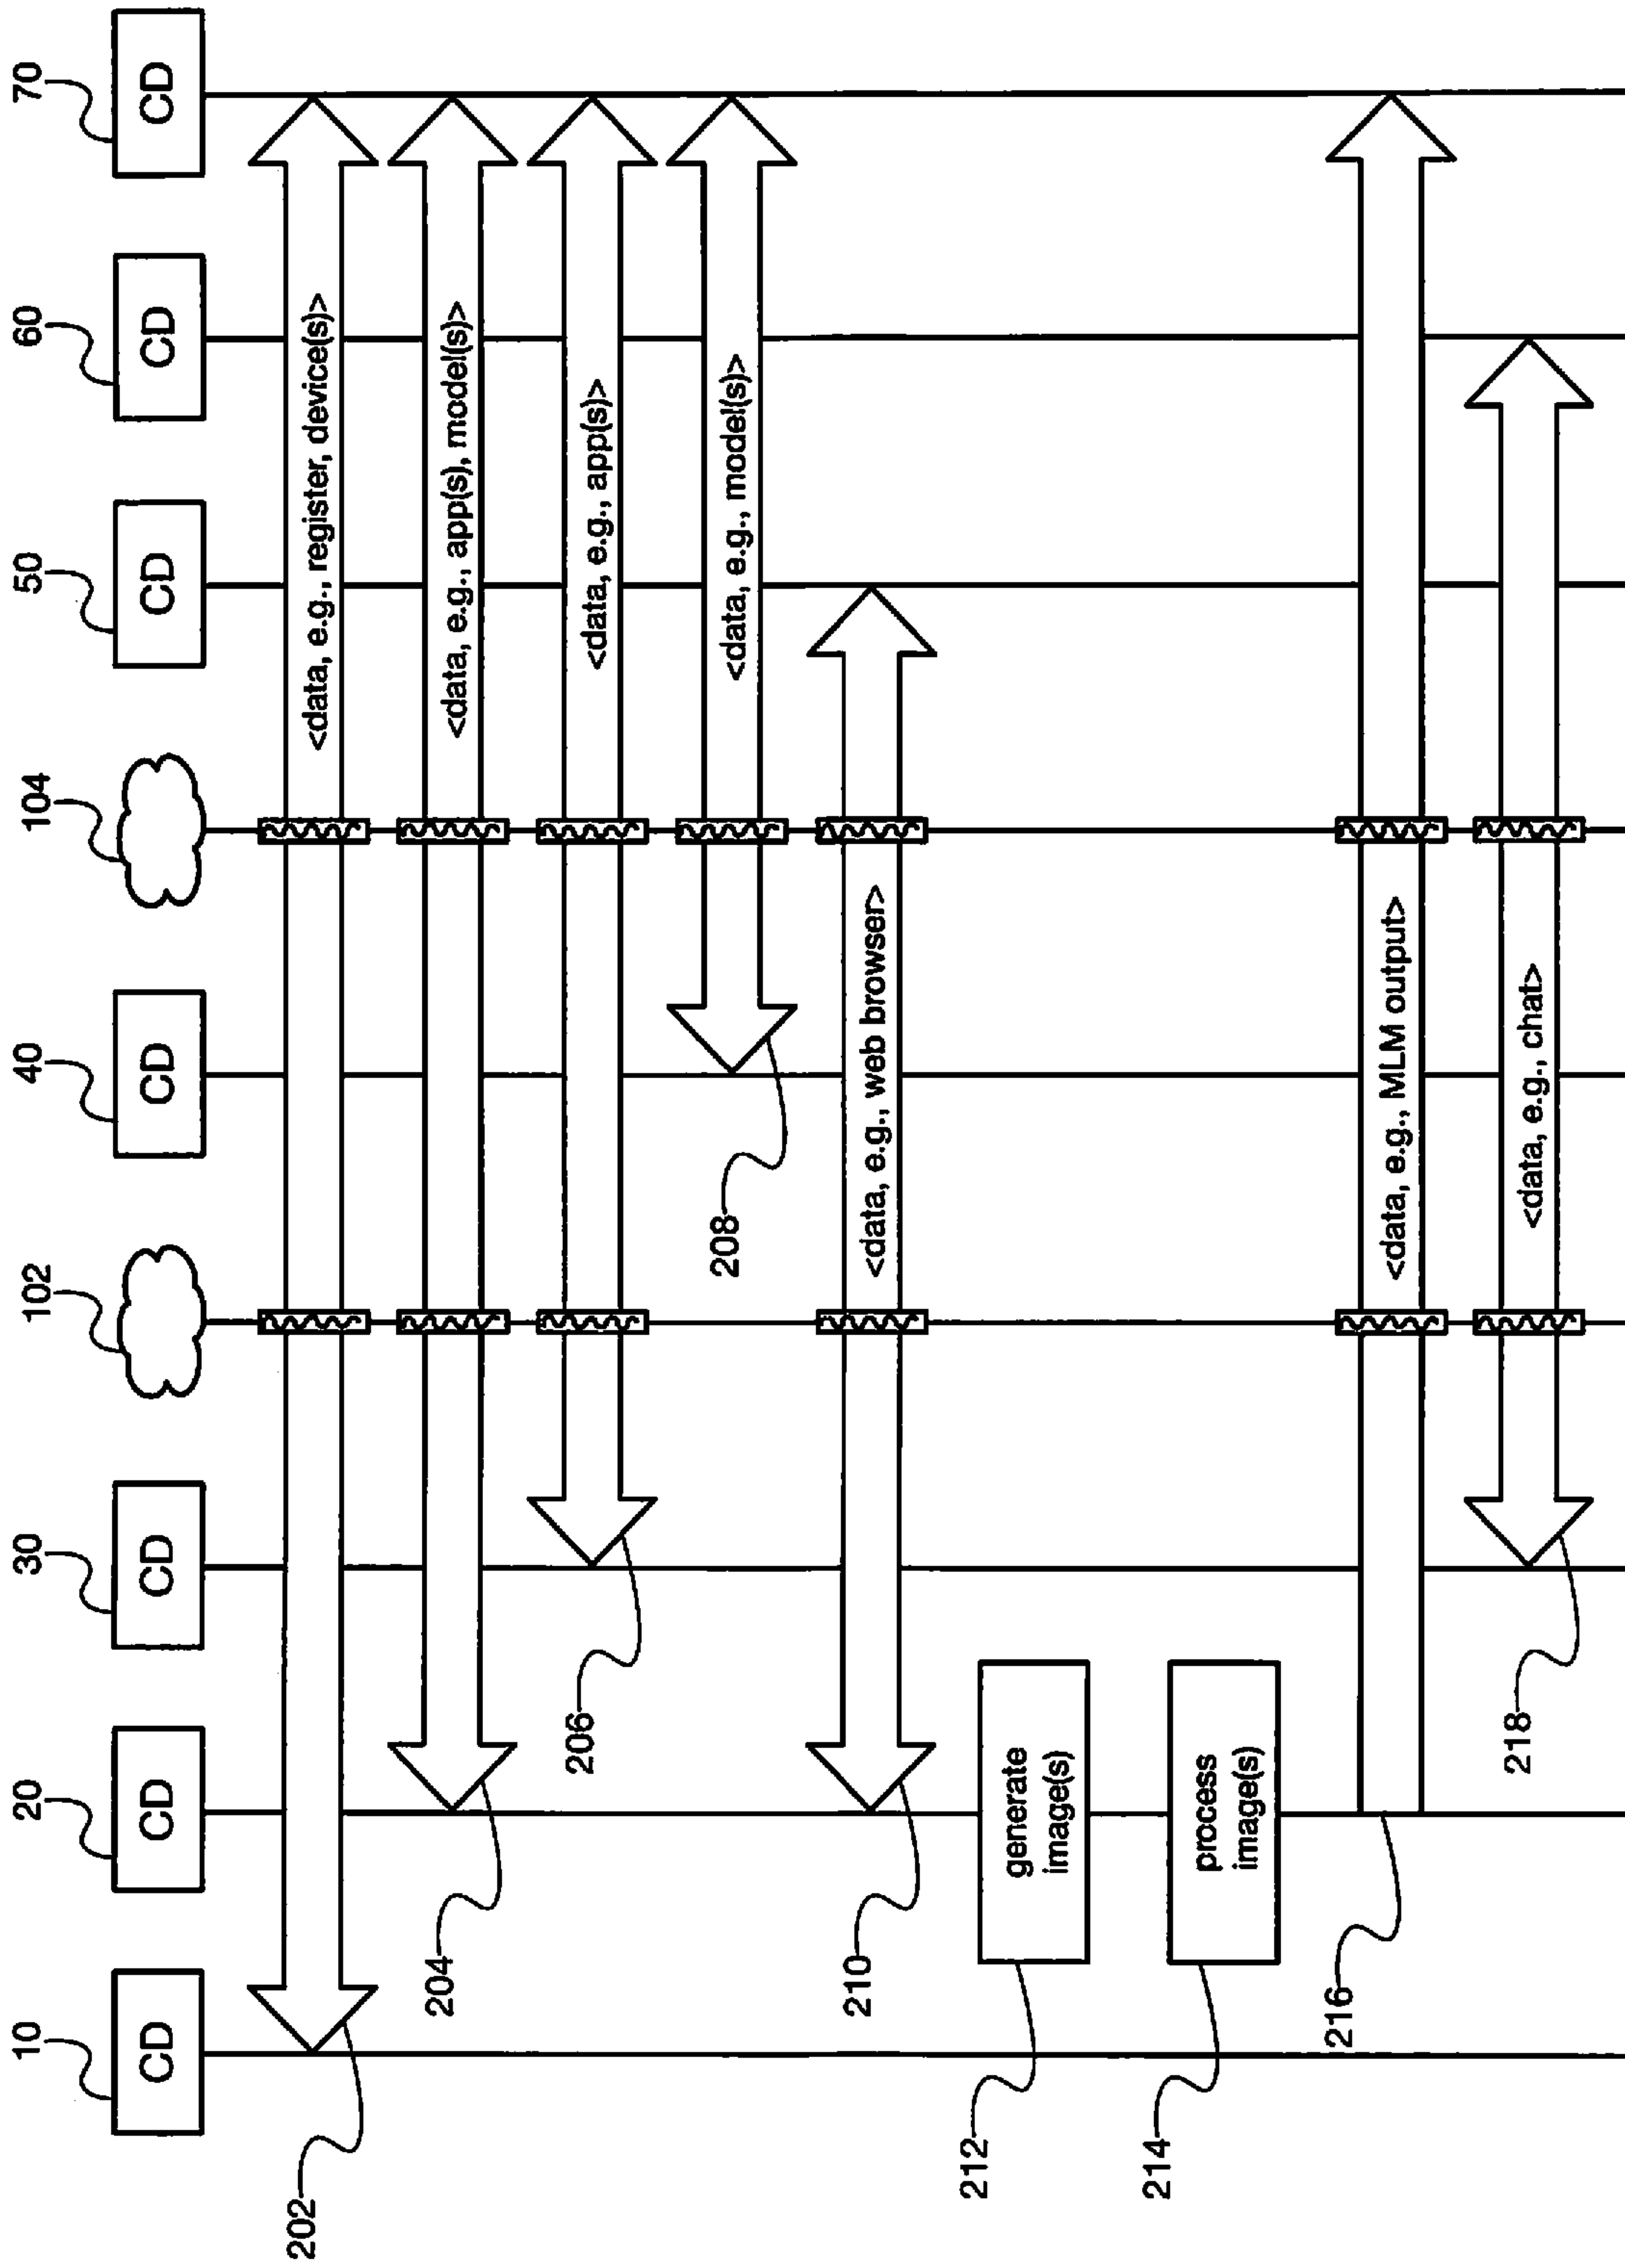 10
20
30
102
40
104
50
60
70
CD
CD
CD
CD
CD
CD
CD
202
<data, e.g., register, device(s)>
204
<data, e.g., app(s), model(s)>
206
<data, e.g., app(s)>
208
<data, e.g., model(s)>
210
<data, e.g., web browser>
212
generate
image(s)
214
process
image(s)
216
<data, e.g., MLM output>
218
<data, e.g., chat>